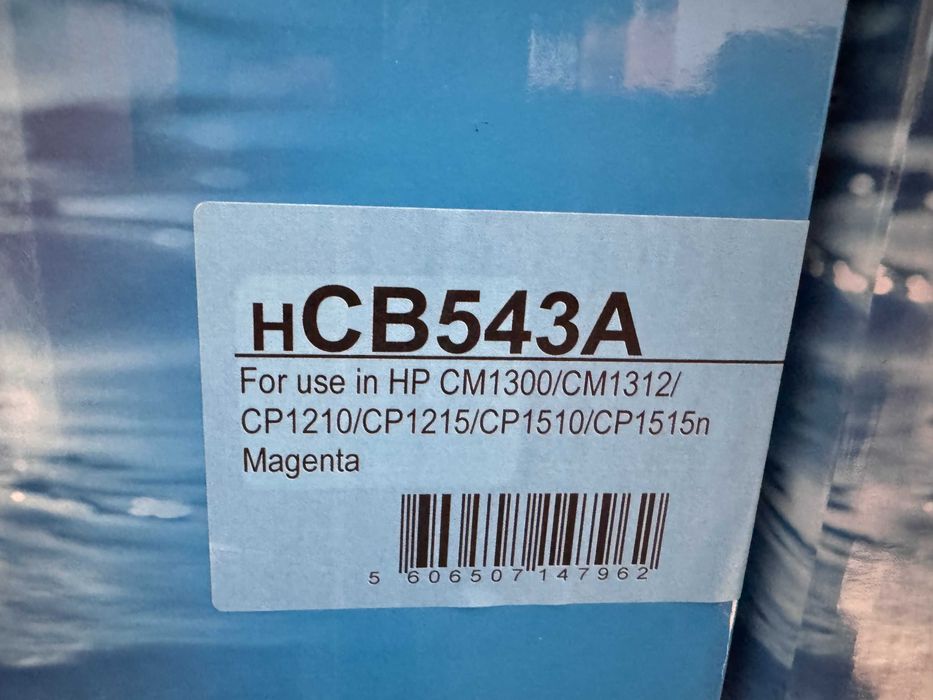 HCB543A
For use in HP CM1300/CM1312/
CP1210/CP1215/CP1510/CP1515n
Magenta
5 606507 147962